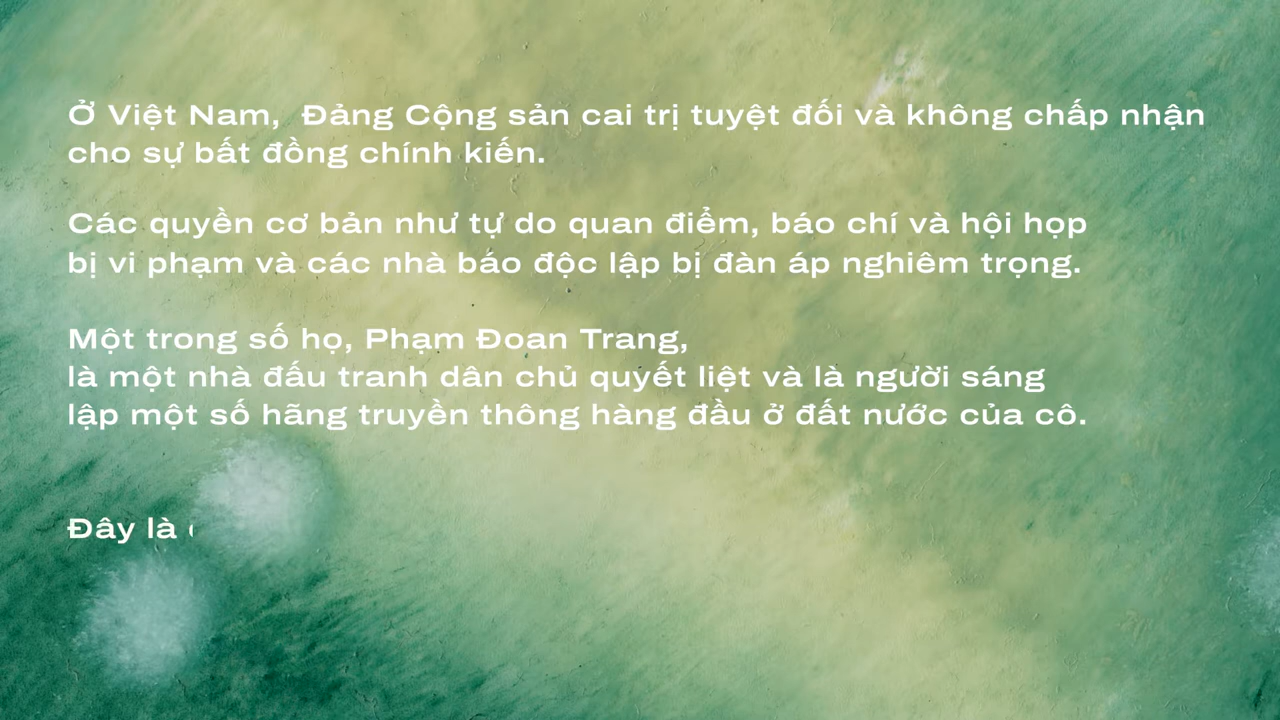 Ở Việt Nam, Đảng Cộng sản cai trị tuyệt đối và không chấp nhận
cho sự bất đồng chính kiến.
Các quyền cơ bản như tự do quan điểm, báo chí và hội họp
bị vi phạm và các nhà báo độc lập bị đàn áp nghiêm trọng.
Một trong số họ, Phạm Đoan Trang,
là một nhà đấu tranh dân chủ quyết liệt và là người sáng
lập một số hãng truyền thông hàng đầu ở đất nước của cô.
Đây là